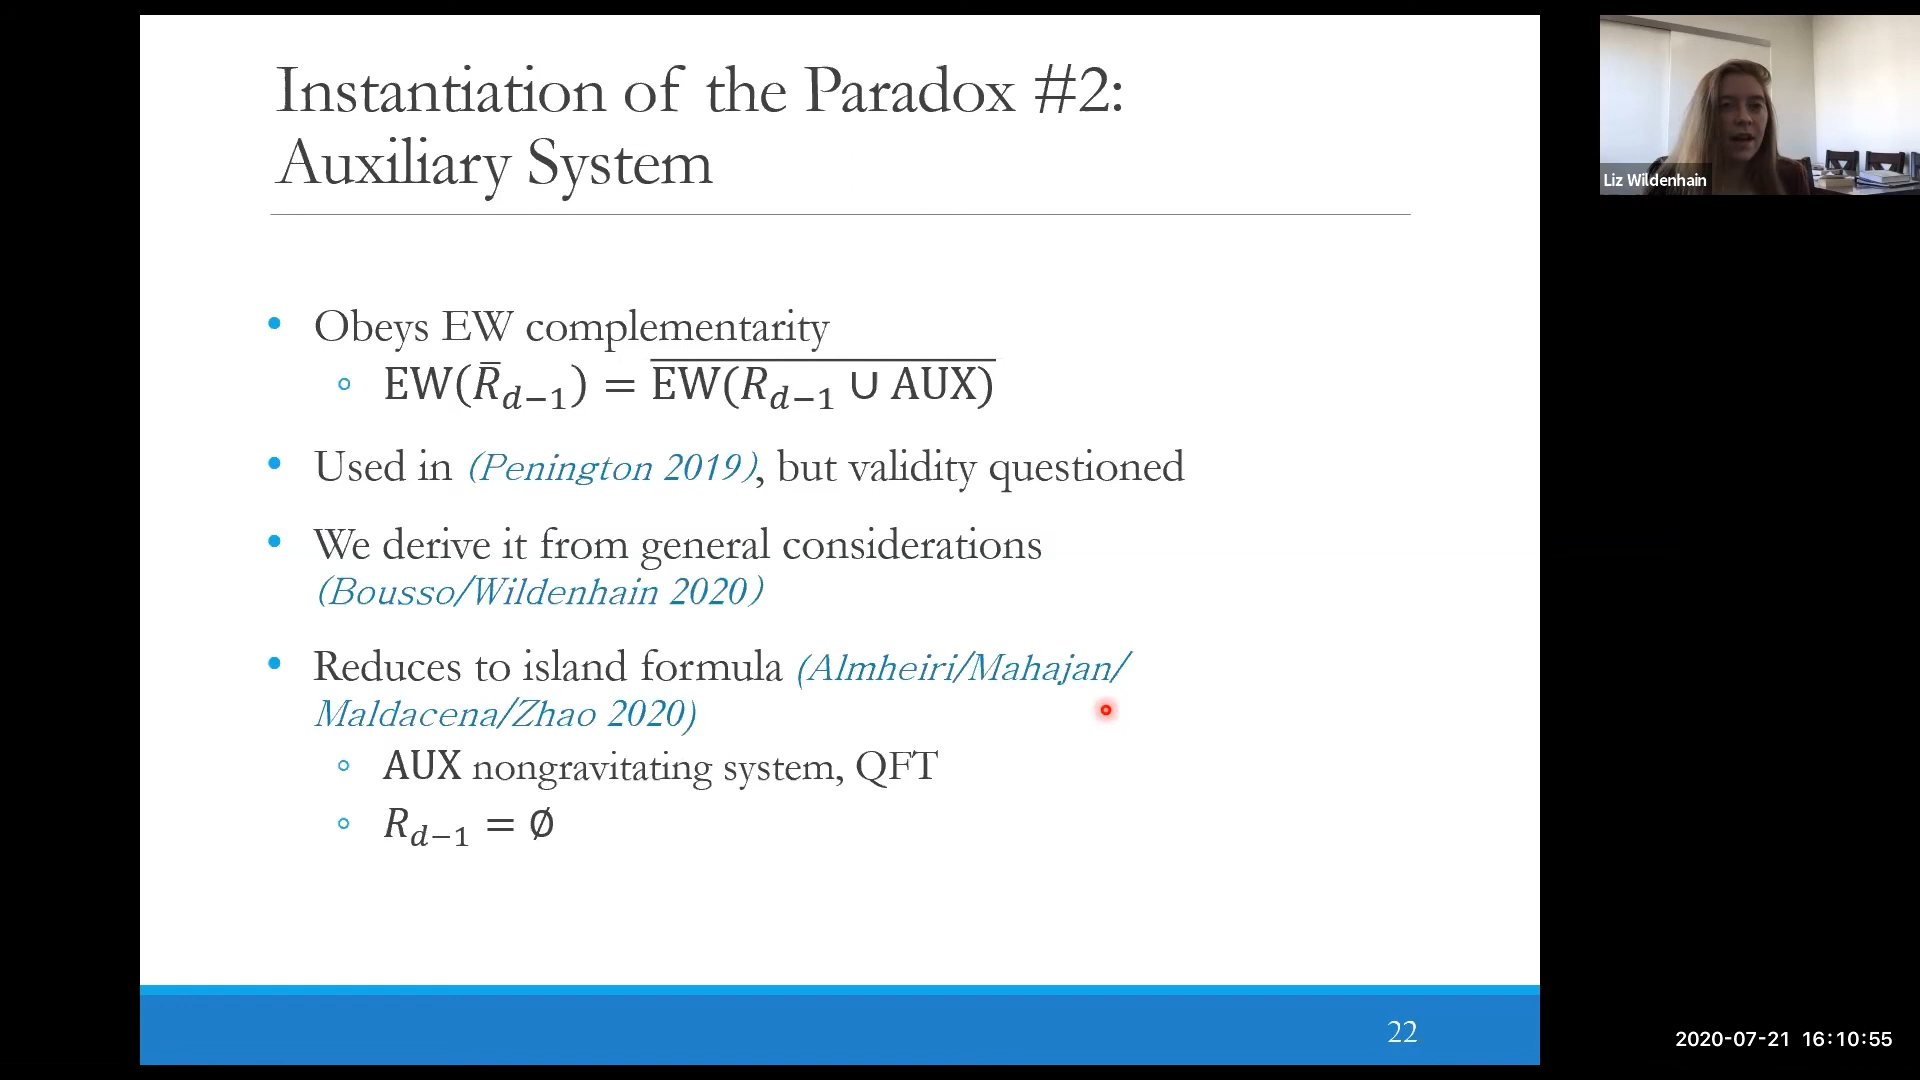 Instantiation of the Paradox #2:
Auxiliary System
Liz Wildenhain
• Obeys EW complementarity
◦ EW(R̅_{d−1}) = \overline{EW(R_{d−1} ∪ AUX)}
• Used in (Penington 2019), but validity questioned
• We derive it from general considerations
(Bousso/Wildenhain 2020)
• Reduces to island formula (Almheiri/Mahajan/
Maldacena/Zhao 2020)
◦ AUX nongravitating system, QFT
◦ R_{d−1} = ∅
22
2020-07-21 16:10:55